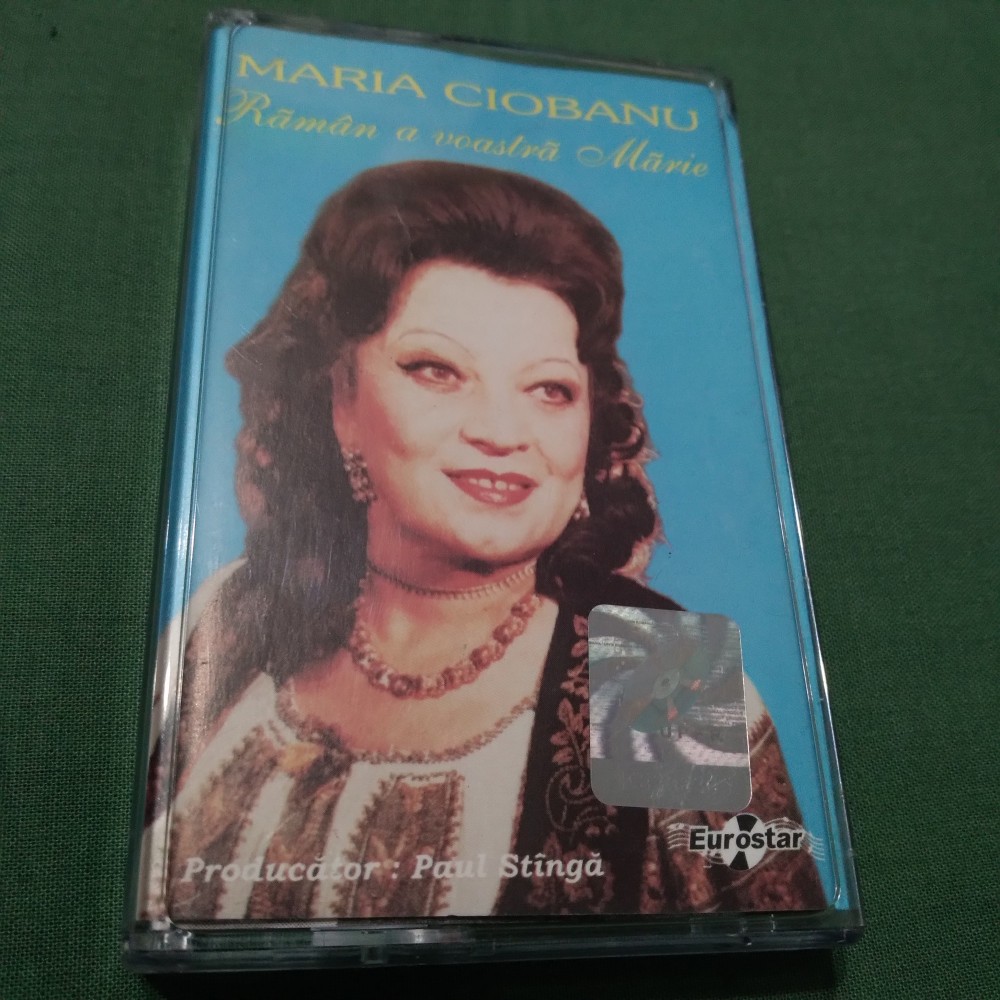 MARIA CIOBANU
Rămân a voastră Mărie
Producător : Paul Stîngă
Eurostar